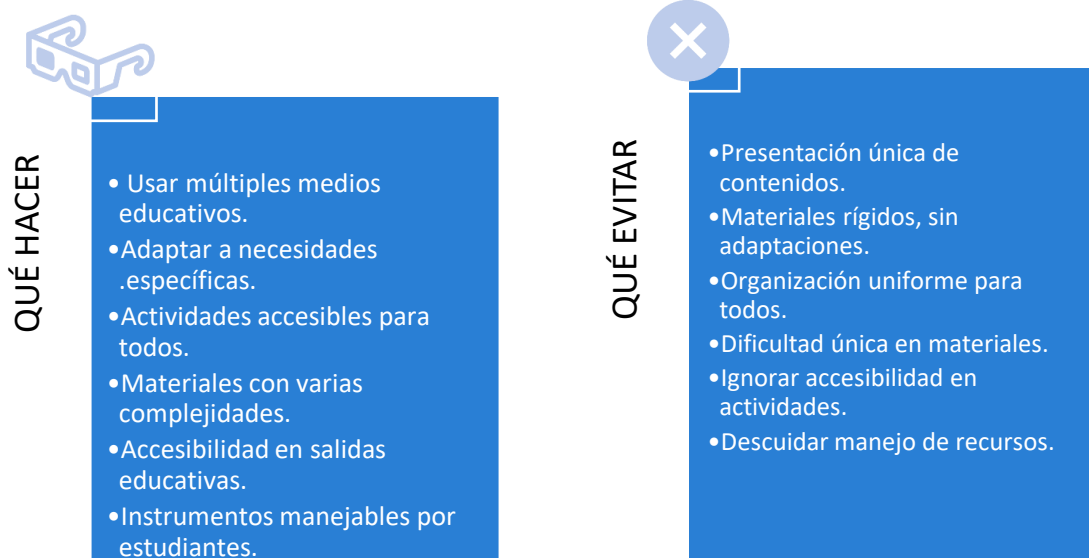 QUÉ HACER
• Usar múltiples medios
educativos.
•Adaptar a necesidades
.específicas.
•Actividades accesibles para
todos.
•Materiales con varias
complejidades.
•Accesibilidad en salidas
educativas.
•Instrumentos manejables por
estudiantes.
QUÉ EVITAR
•Presentación única de
contenidos.
•Materiales rígidos, sin
adaptaciones.
•Organización uniforme para
todos.
•Dificultad única en materiales.
•Ignorar accesibilidad en
actividades.
•Descuidar manejo de recursos.